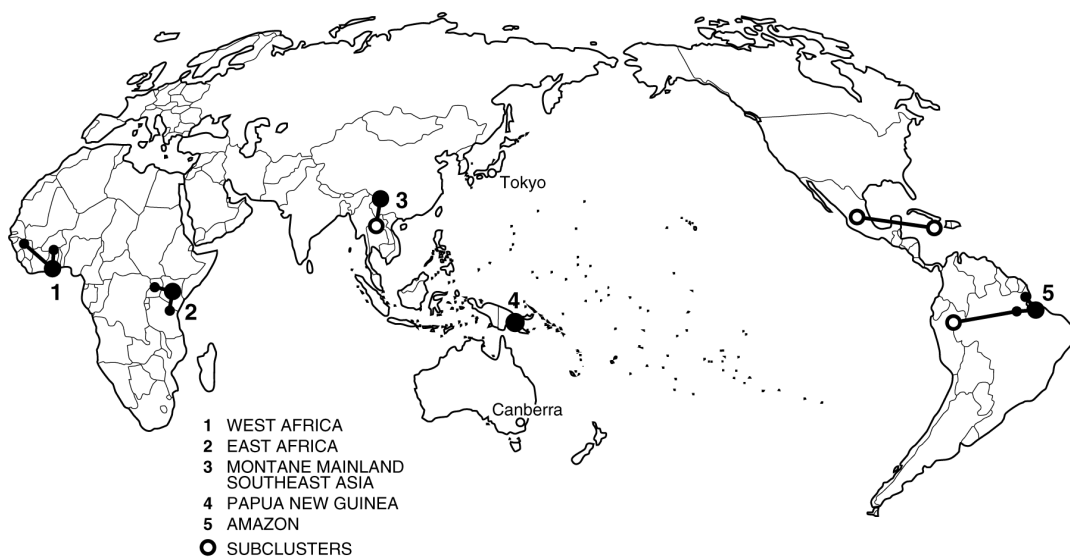 3
Tokyo
1
2
4
5
Canberra
1 WEST AFRICA
2 EAST AFRICA
3 MONTANE MAINLAND
SOUTHEAST ASIA
4 PAPUA NEW GUINEA
5 AMAZON
SUBCLUSTERS